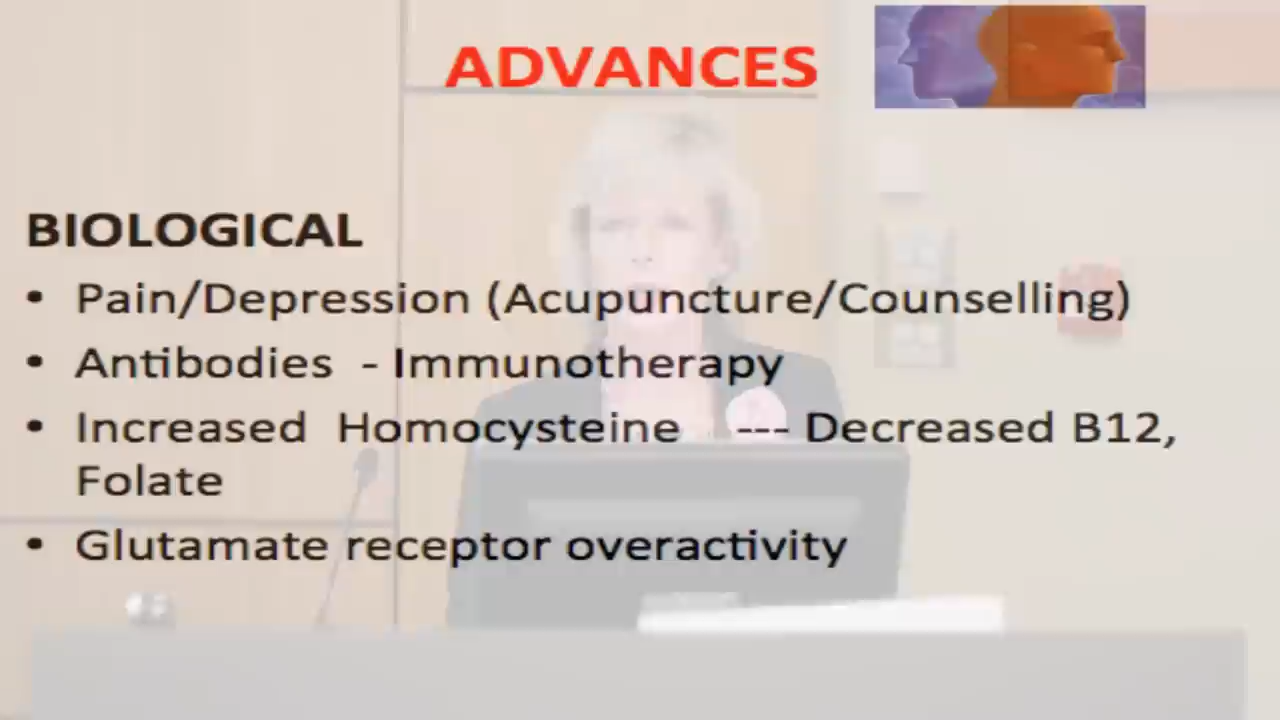 ADVANCES
BIOLOGICAL
• Pain/Depression (Acupuncture/Counselling)
• Antibodies - Immunotherapy
• Increased Homocysteine --- Decreased B12,
Folate
• Glutamate receptor overactivity